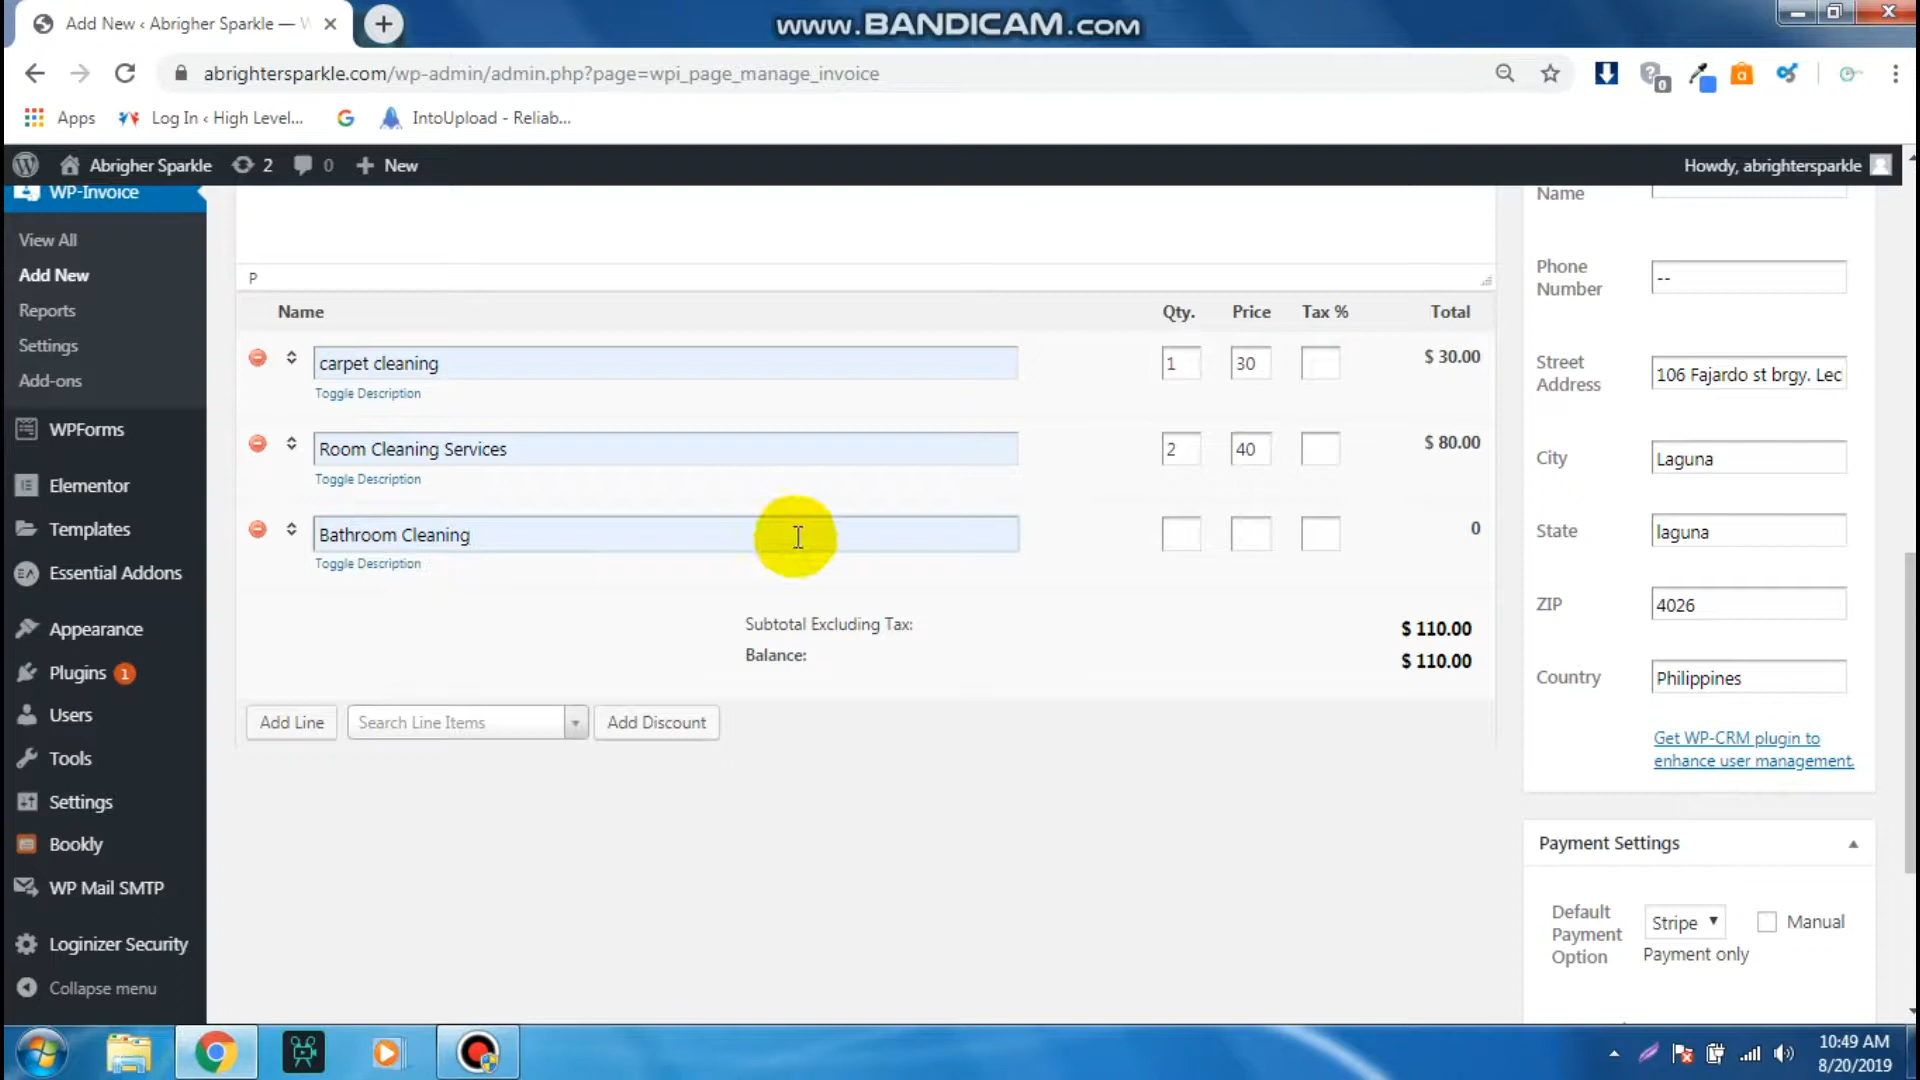 Add New ‹ Abrigher Sparkle — W
www.BANDICAM.com
abrightersparkle.com/wp-admin/admin.php?page=wpi_page_manage_invoice
0
Apps
Log In ‹ High Level...
IntoUpload - Reliab...
Abrigher Sparkle
2
0
New
Howdy, abrightersparkle
WP-Invoice
View All
Add New
Reports
Settings
Add-ons
WPForms
Elementor
Templates
Essential Addons
Appearance
Plugins 1
Users
Tools
Settings
Bookly
WP Mail SMTP
Loginizer Security
Collapse menu
P
Name Qty. Price Tax % Total
carpet cleaning 1 30 $ 30.00
Toggle Description
Room Cleaning Services 2 40 $ 80.00
Toggle Description
Bathroom Cleaning 0
Toggle Description
Subtotal Excluding Tax: $ 110.00
Balance: $ 110.00
Add Line Search Line Items Add Discount
Name
Phone
Number
--
Street
Address
106 Fajardo st brgy. Lec
City Laguna
State laguna
ZIP 4026
Country Philippines
Get WP-CRM plugin to
enhance user management.
Payment Settings
Default
Payment
Option
Stripe Manual
Payment only
10:49 AM
8/20/2019